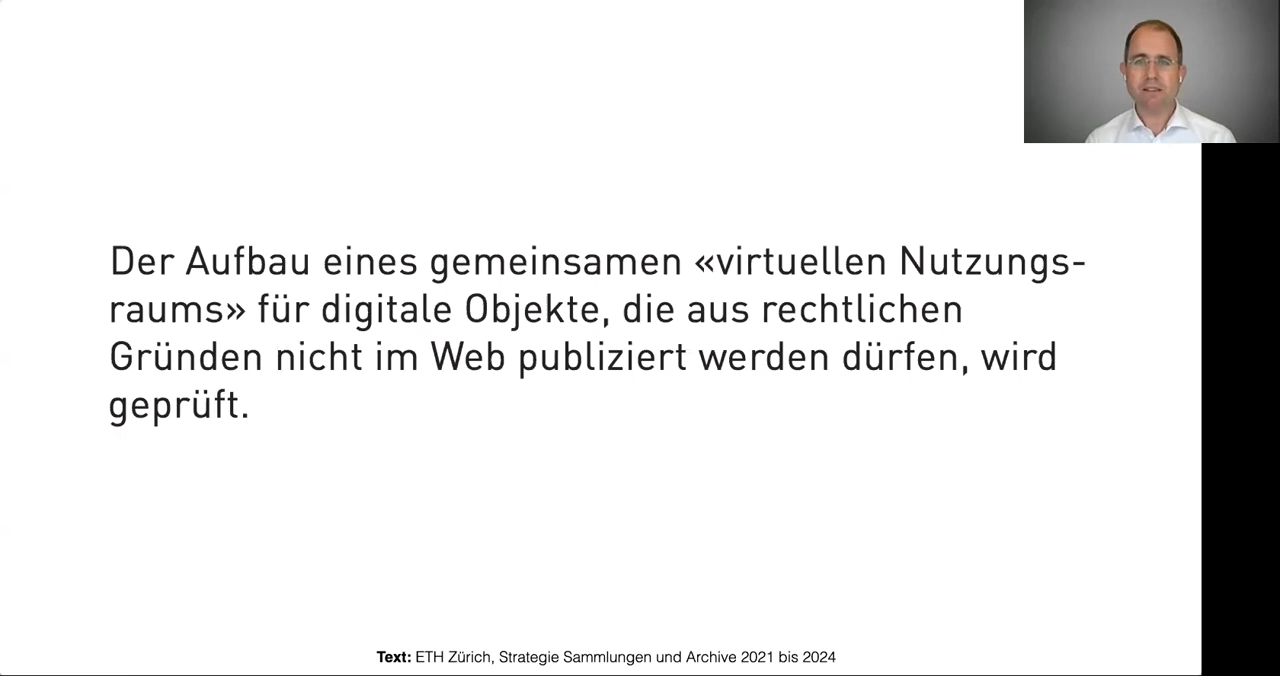 Der Aufbau eines gemeinsamen «virtuellen Nutzungs-
raums» für digitale Objekte, die aus rechtlichen
Gründen nicht im Web publiziert werden dürfen, wird
geprüft.
Text: ETH Zürich, Strategie Sammlungen und Archive 2021 bis 2024